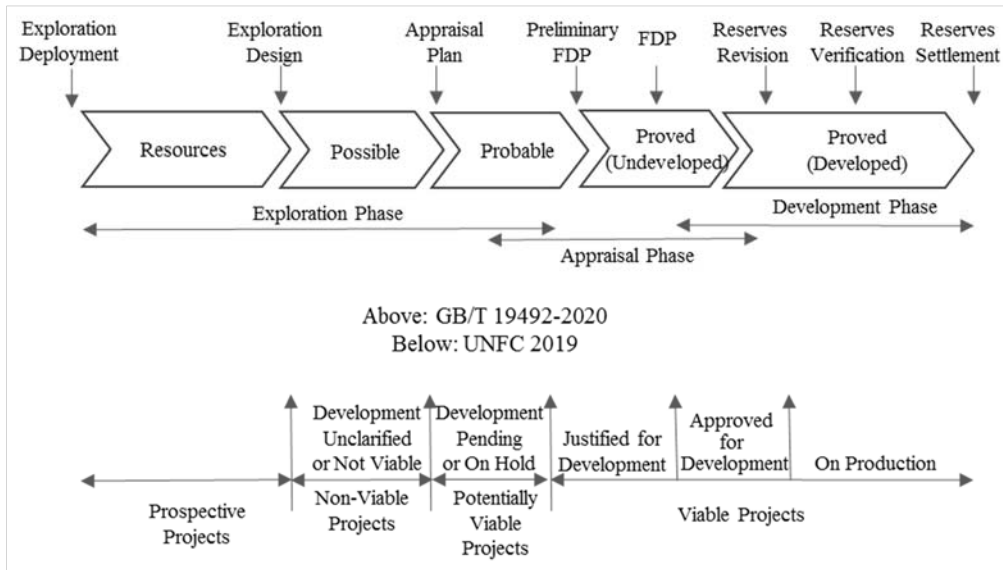 Exploration
Deployment
Exploration
Design
Appraisal
Plan
Preliminary
FDP
FDP
Reserves
Revision
Reserves
Verification
Reserves
Settlement
Resources
Possible
Probable
Proved
(Undeveloped)
Proved
(Developed)
Exploration Phase
Development Phase
Appraisal Phase
Above: GB/T 19492-2020
Below: UNFC 2019
Development
Unclarified
or Not Viable
Development
Pending
or On Hold
Justified for
Development
Approved
for
Development
On Production
Prospective
Projects
Non-Viable
Projects
Potentially
Viable
Projects
Viable Projects